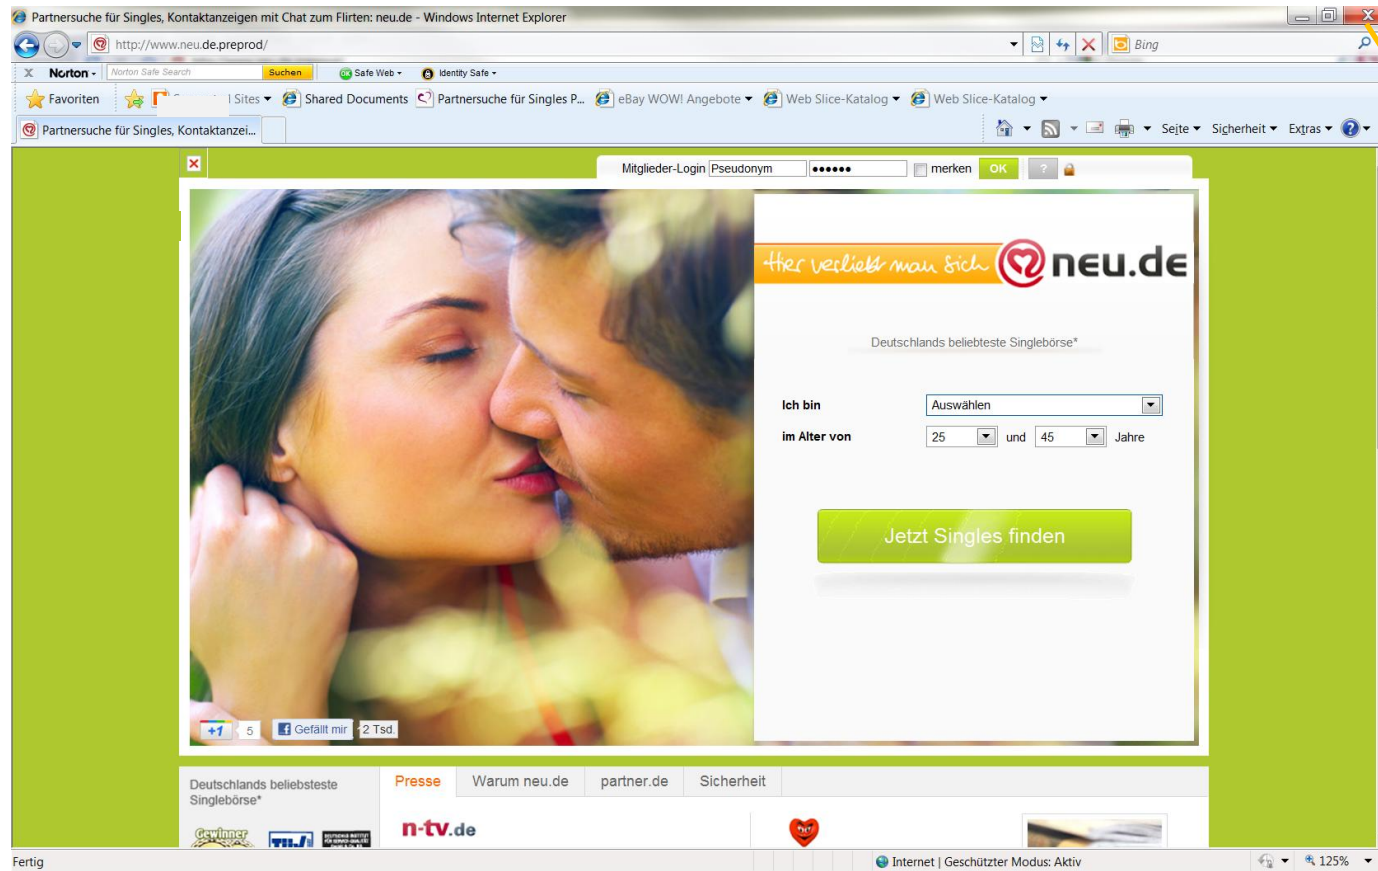 Partnersuche für Singles, Kontaktanzeigen mit Chat zum Flirten: neu.de - Windows Internet Explorer
http://www.neu.de.preprod/
Bing
X Norton - Norton Safe Search Suchen OK Safe Web - Identity Safe -
Favoriten Sites Shared Documents Partnersuche für Singles P... eBay WOW! Angebote Web Slice-Katalog Web Slice-Katalog
Partnersuche für Singles, Kontaktanzei... Seite Sicherheit Extras
Mitglieder-Login Pseudonym •••••• merken OK ?
Hier verliebt man sich neu.de
Deutschlands beliebteste Singlebörse*
Ich bin Auswählen
im Alter von 25 und 45 Jahre
Jetzt Singles finden
+1 5 Gefällt mir 2 Tsd.
Deutschlands beliebsteste
Singlebörse*
Presse Warum neu.de partner.de Sicherheit
Gewinner
n-tv.de
Fertig Internet | Geschützter Modus: Aktiv 125%